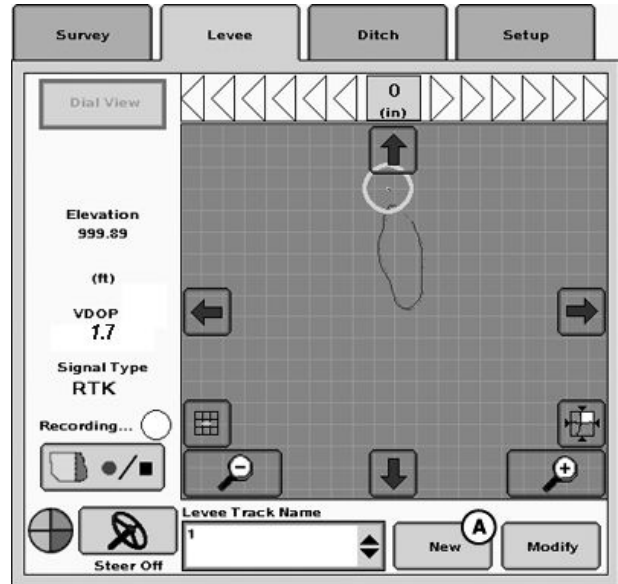 Survey
Levee
Ditch
Setup
Dial View
0
(in)
Elevation
999.89
(ft)
VDOP
1.7
Signal Type
RTK
Recording...
Steer Off
Levee Track Name
1
New
A
Modify